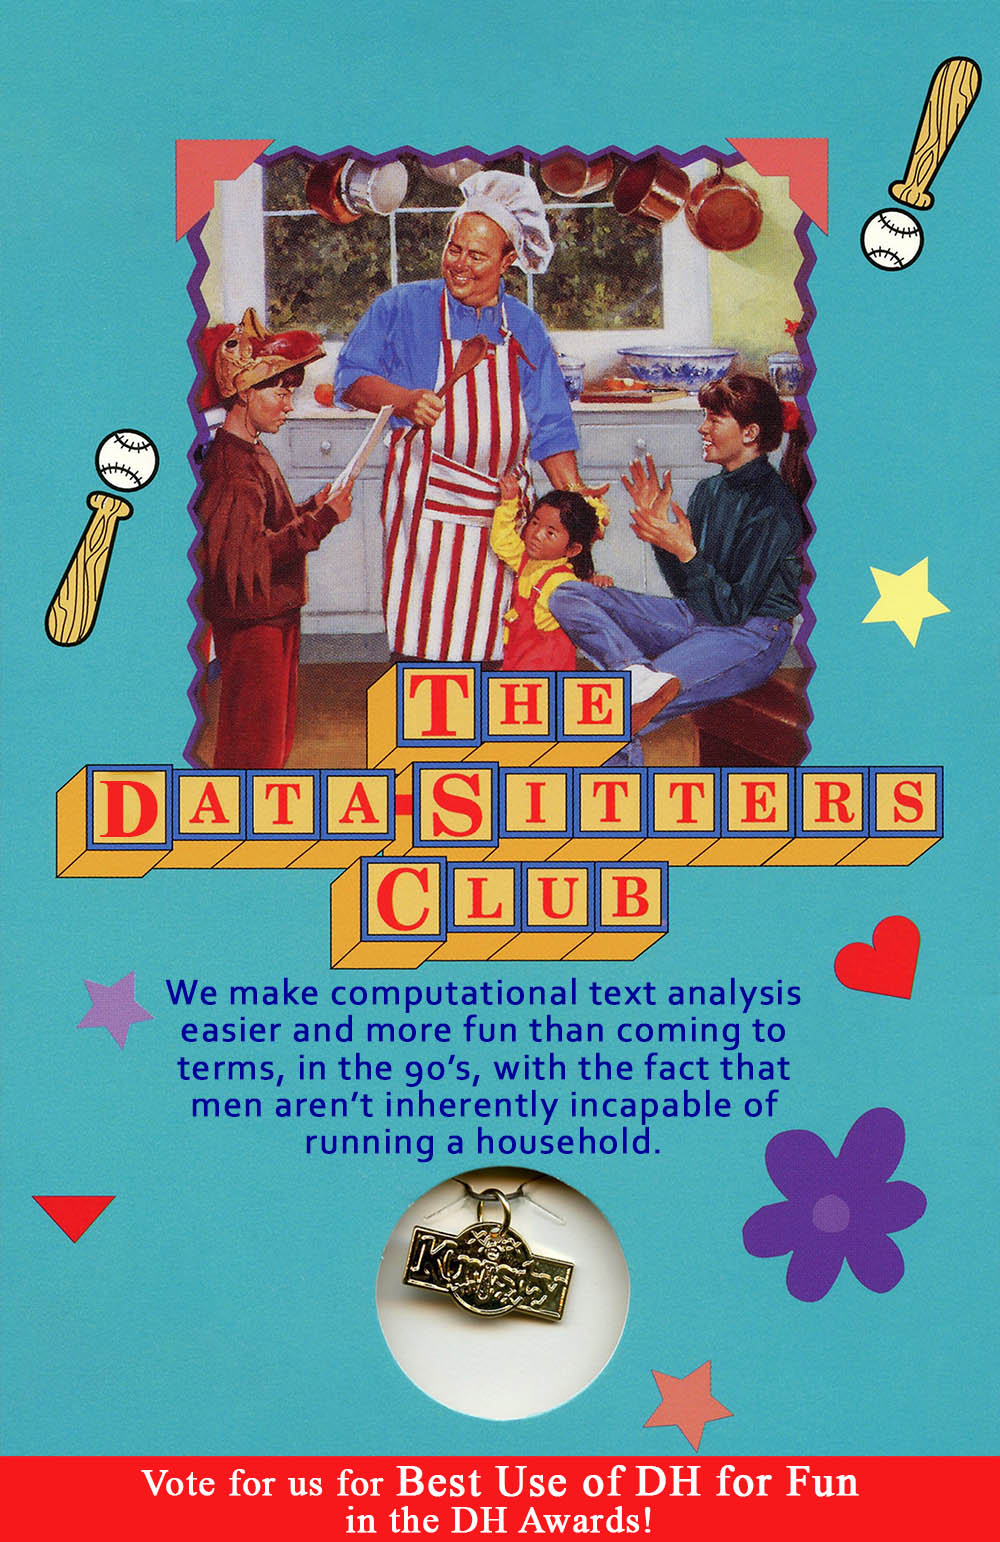 THE
DATA-SITTERS
CLUB
We make computational text analysis
easier and more fun than coming to
terms, in the 90's, with the fact that
men aren't inherently incapable of
running a household.
Kristy
Vote for us for Best Use of DH for Fun
in the DH Awards!